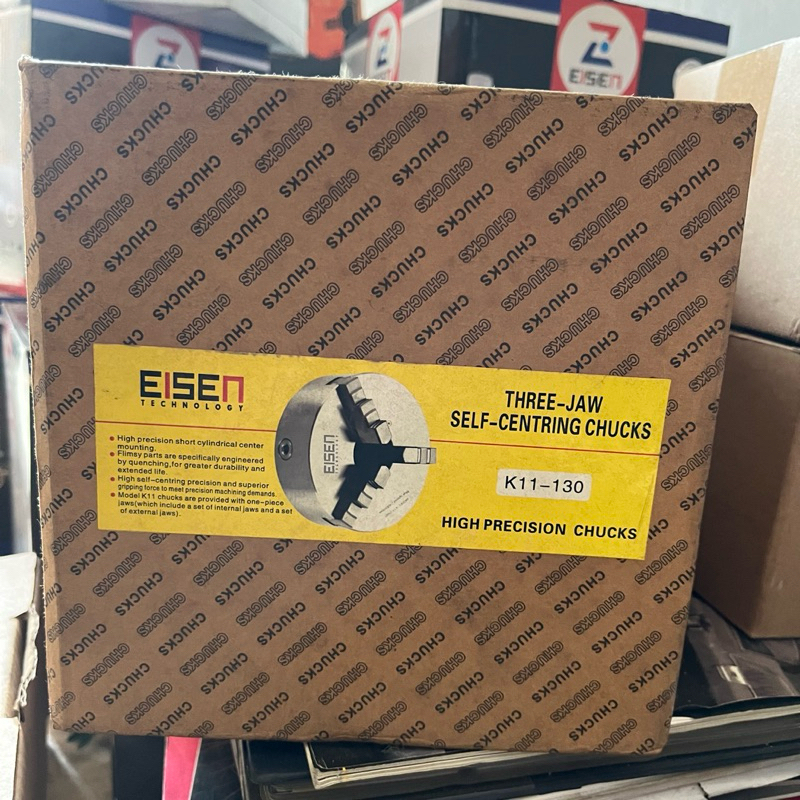 EISEN
EISEN
TECHNOLOGY
THREE-JAW
SELF-CENTRING CHUCKS
• High precision short cylindrical center
mounting.
• Flimsy parts are specifically engineered
by quenching,for greater durability and
extended life.
• High self-centring precision and superior
gripping force to meet precision machining demands.
• Model K11 chucks are provided with one-piece
jaws(which include a set of internal jaws and a set
of external jaws).
EISEN
K11-130
HIGH PRECISION CHUCKS
CHUCKS